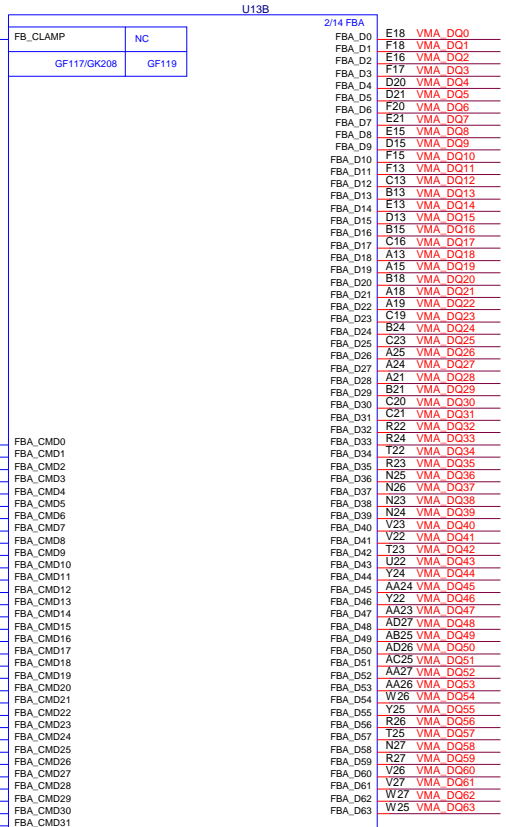 U13B
2/14 FBA
FB_CLAMP NC
GF117/GK208 GF119
FBA_D0 E18 VMA_DQ0
FBA_D1 F18 VMA_DQ1
FBA_D2 E16 VMA_DQ2
FBA_D3 F17 VMA_DQ3
FBA_D4 D20 VMA_DQ4
FBA_D5 D21 VMA_DQ5
FBA_D6 F20 VMA_DQ6
FBA_D7 E21 VMA_DQ7
FBA_D8 E15 VMA_DQ8
FBA_D9 D15 VMA_DQ9
FBA_D10 F15 VMA_DQ10
FBA_D11 F13 VMA_DQ11
FBA_D12 C13 VMA_DQ12
FBA_D13 B13 VMA_DQ13
FBA_D14 E13 VMA_DQ14
FBA_D15 D13 VMA_DQ15
FBA_D16 B15 VMA_DQ16
FBA_D17 C16 VMA_DQ17
FBA_D18 A13 VMA_DQ18
FBA_D19 A15 VMA_DQ19
FBA_D20 B18 VMA_DQ20
FBA_D21 A18 VMA_DQ21
FBA_D22 A19 VMA_DQ22
FBA_D23 C19 VMA_DQ23
FBA_D24 B24 VMA_DQ24
FBA_D25 C23 VMA_DQ25
FBA_D26 A25 VMA_DQ26
FBA_D27 A24 VMA_DQ27
FBA_D28 A21 VMA_DQ28
FBA_D29 B21 VMA_DQ29
FBA_D30 C20 VMA_DQ30
FBA_D31 C21 VMA_DQ31
FBA_D32 R22 VMA_DQ32
FBA_CMD0 FBA_D33 R24 VMA_DQ33
FBA_CMD1 FBA_D34 T22 VMA_DQ34
FBA_CMD2 FBA_D35 R23 VMA_DQ35
FBA_CMD3 FBA_D36 N25 VMA_DQ36
FBA_CMD4 FBA_D37 N26 VMA_DQ37
FBA_CMD5 FBA_D38 N23 VMA_DQ38
FBA_CMD6 FBA_D39 N24 VMA_DQ39
FBA_CMD7 FBA_D40 V23 VMA_DQ40
FBA_CMD8 FBA_D41 V22 VMA_DQ41
FBA_CMD9 FBA_D42 T23 VMA_DQ42
FBA_CMD10 FBA_D43 U22 VMA_DQ43
FBA_CMD11 FBA_D44 Y24 VMA_DQ44
FBA_CMD12 FBA_D45 AA24 VMA_DQ45
FBA_CMD13 FBA_D46 Y22 VMA_DQ46
FBA_CMD14 FBA_D47 AA23 VMA_DQ47
FBA_CMD15 FBA_D48 AD27 VMA_DQ48
FBA_CMD16 FBA_D49 AB25 VMA_DQ49
FBA_CMD17 FBA_D50 AD26 VMA_DQ50
FBA_CMD18 FBA_D51 AC25 VMA_DQ51
FBA_CMD19 FBA_D52 AA27 VMA_DQ52
FBA_CMD20 FBA_D53 AA26 VMA_DQ53
FBA_CMD21 FBA_D54 W26 VMA_DQ54
FBA_CMD22 FBA_D55 Y25 VMA_DQ55
FBA_CMD23 FBA_D56 R26 VMA_DQ56
FBA_CMD24 FBA_D57 T25 VMA_DQ57
FBA_CMD25 FBA_D58 N27 VMA_DQ58
FBA_CMD26 FBA_D59 R27 VMA_DQ59
FBA_CMD27 FBA_D60 V26 VMA_DQ60
FBA_CMD28 FBA_D61 V27 VMA_DQ61
FBA_CMD29 FBA_D62 W27 VMA_DQ62
FBA_CMD30 FBA_D63 W25 VMA_DQ63
FBA_CMD31